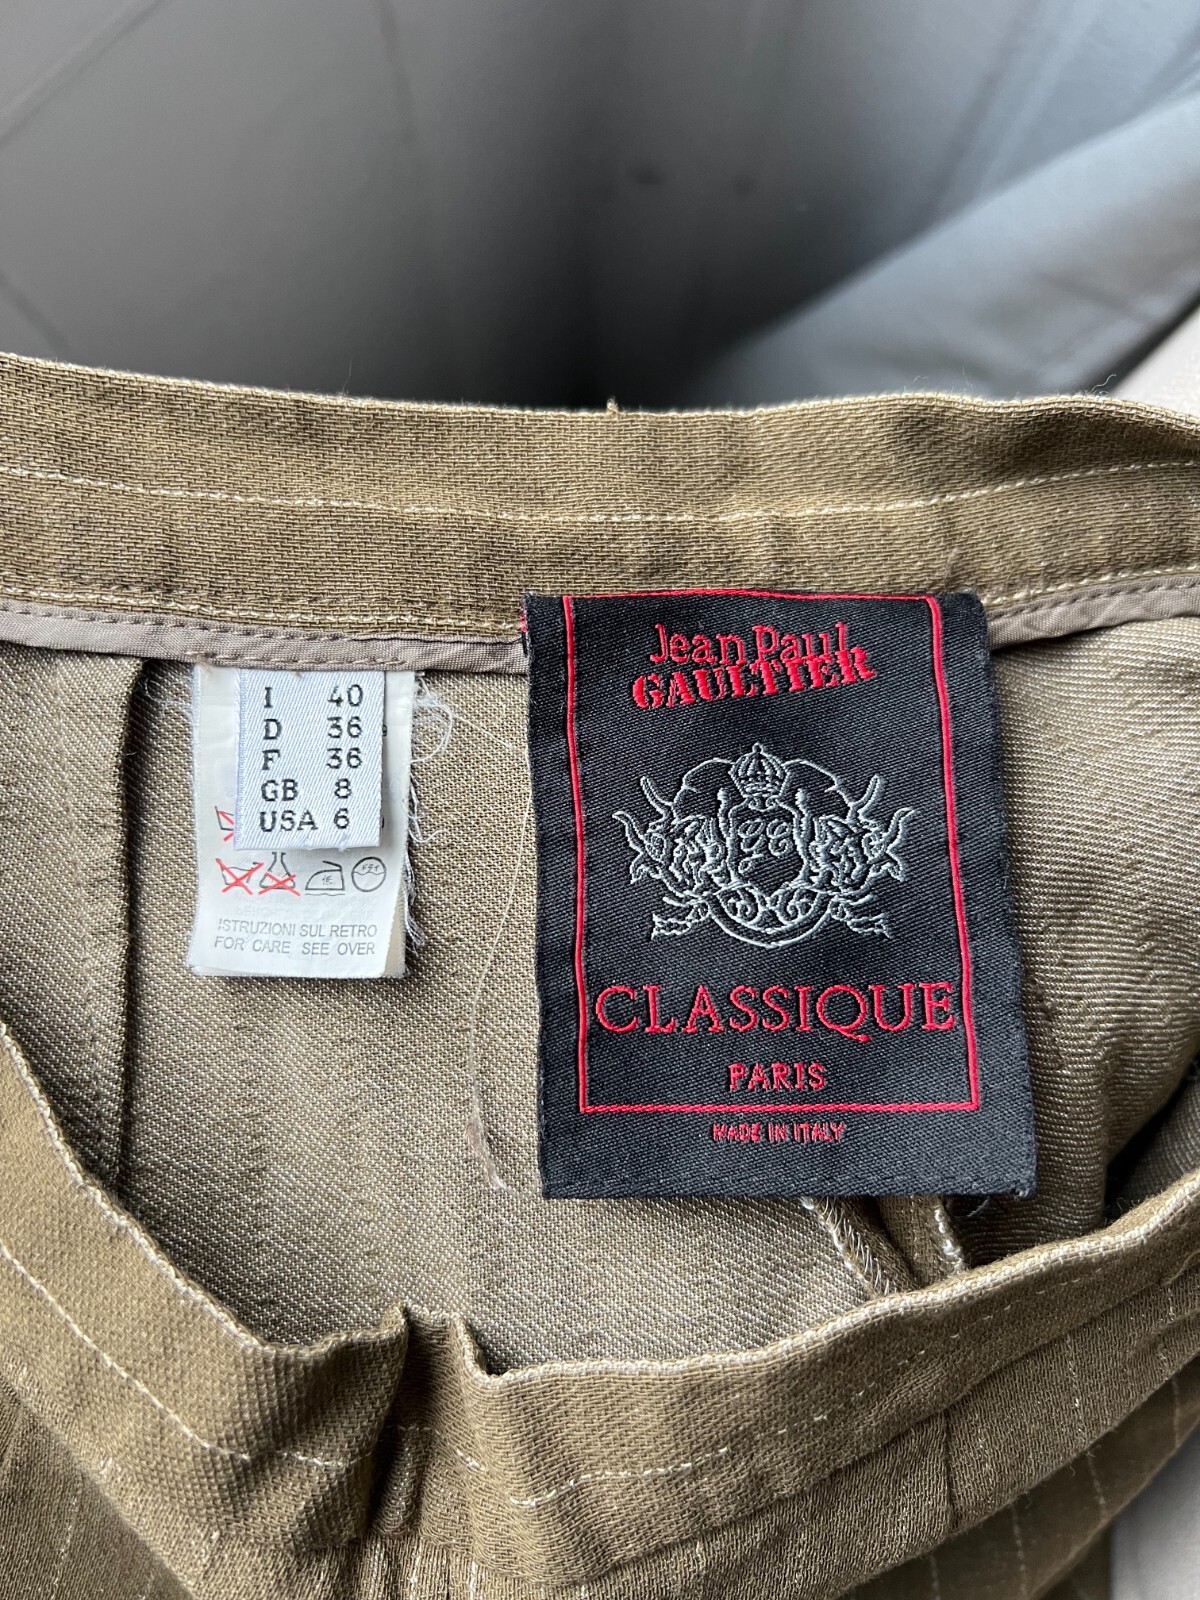 I 40
D 36
F 36
GB 8
USA 6
ISTRUZIONI SUL RETRO
FOR CARE SEE OVER
Jean Paul
GAULTIER
CLASSIQUE
PARIS
MADE IN ITALY